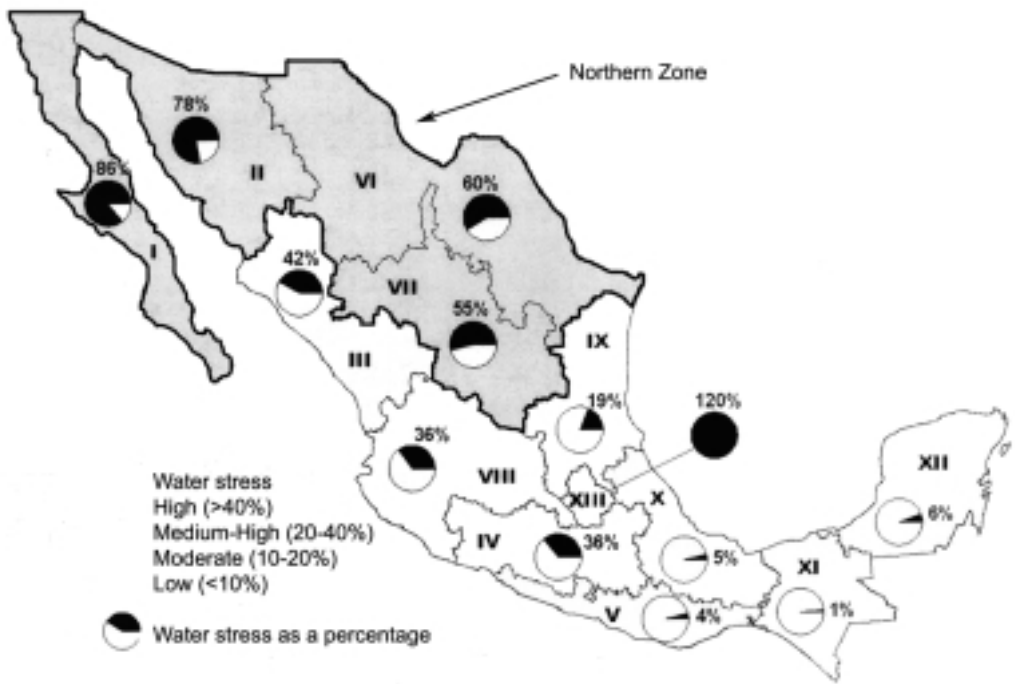 Northern Zone
78%
86%
II
VI
60%
I
42%
VII
55%
IX
III
19%
120%
36%
VIII
XII
XIII
X
6%
IV
36%
5%
XI
V
4%
1%
Water stress
High (>40%)
Medium-High (20-40%)
Moderate (10-20%)
Low (<10%)
Water stress as a percentage